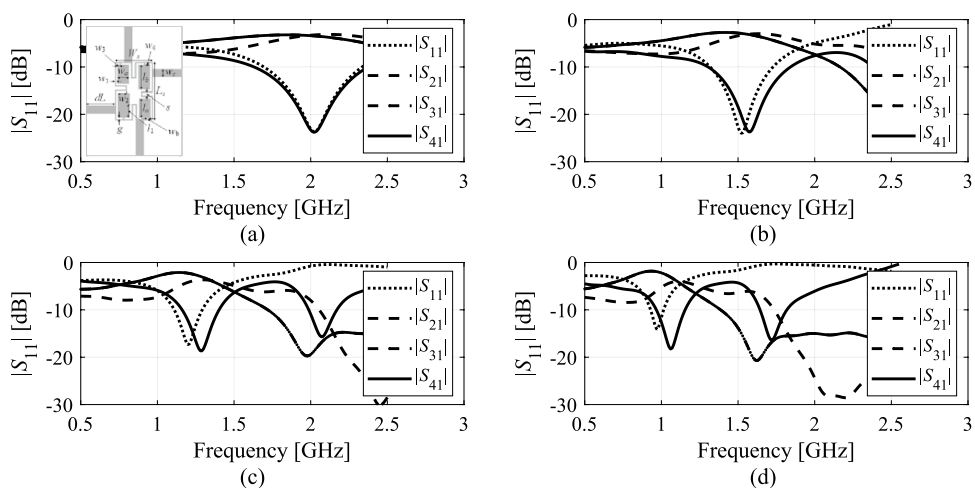 0
-10
-20
-30
|S11| [dB]
0.5 1 1.5 2 2.5 3
Frequency [GHz]
(a)
|S11|
|S21|
|S31|
|S41|
dL
g
s
wb
0
-10
-20
-30
|S11| [dB]
0.5 1 1.5 2 2.5 3
Frequency [GHz]
(b)
|S11|
|S21|
|S31|
|S41|
0
-10
-20
-30
|S11| [dB]
0.5 1 1.5 2 2.5 3
Frequency [GHz]
(c)
|S11|
|S21|
|S31|
|S41|
0
-10
-20
-30
|S11| [dB]
0.5 1 1.5 2 2.5 3
Frequency [GHz]
(d)
|S11|
|S21|
|S31|
|S41|